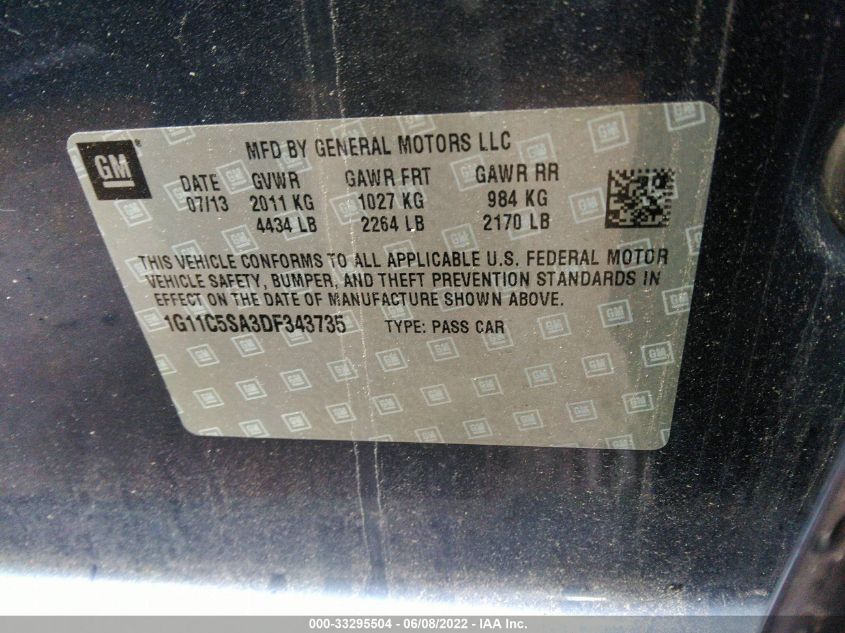 GM
MFD BY GENERAL MOTORS LLC
DATE GVWR GAWR FRT GAWR RR
07/13 2011 KG 1027 KG 984 KG
4434 LB 2264 LB 2170 LB
THIS VEHICLE CONFORMS TO ALL APPLICABLE U.S. FEDERAL MOTOR
VEHICLE SAFETY, BUMPER, AND THEFT PREVENTION STANDARDS IN
EFFECT ON THE DATE OF MANUFACTURE SHOWN ABOVE.
1G11C5SA3DF343735 TYPE: PASS CAR
000-33295504 - 06/08/2022 - IAA Inc.